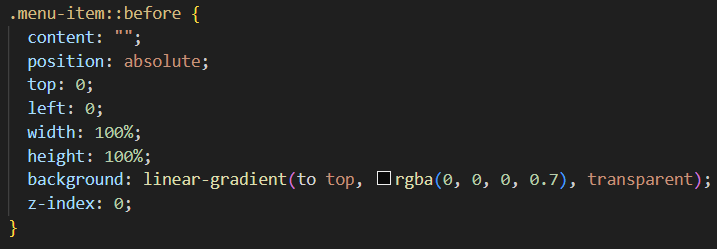 .menu-item::before {
  content: "";
  position: absolute;
  top: 0;
  left: 0;
  width: 100%;
  height: 100%;
  background: linear-gradient(to top, rgba(0, 0, 0, 0.7), transparent);
  z-index: 0;
}